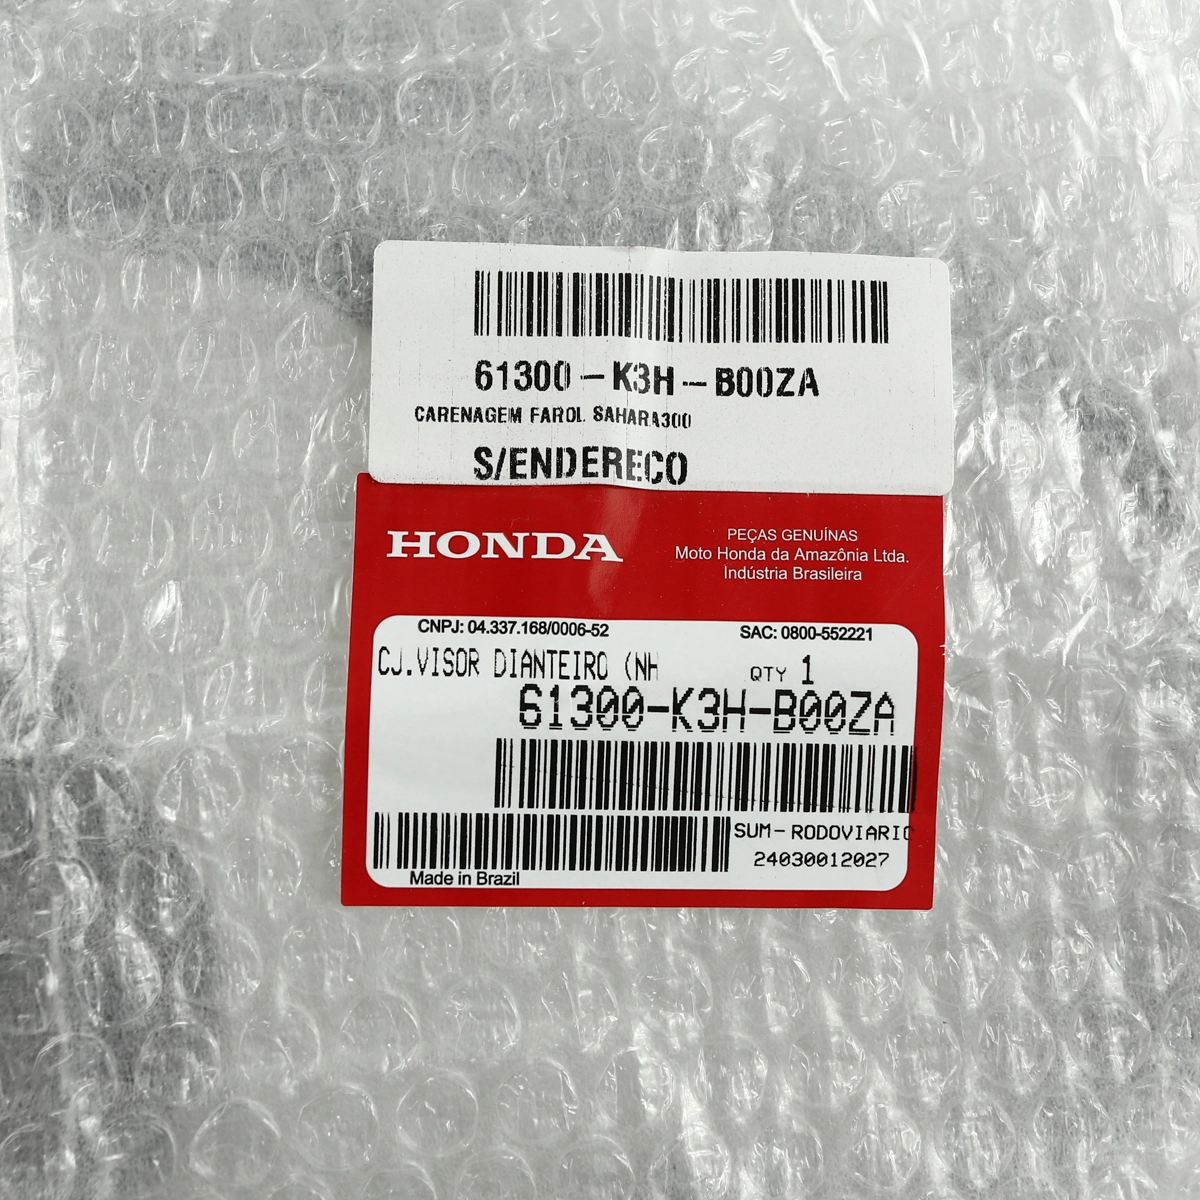 61300-K3H-B00ZA
CARENAGEM FAROL SAHARA300
S/ENDERECO
HONDA
PEÇAS GENUÍNAS
Moto Honda da Amazônia Ltda.
Indústria Brasileira
CNPJ: 04.337.168/0006-52
SAC: 0800-552221
CJ.VISOR DIANTEIRO (NH
QTY 1
61300-K3H-B00ZA
SUM-RODOVIARIO
24030012027
Made in Brazil